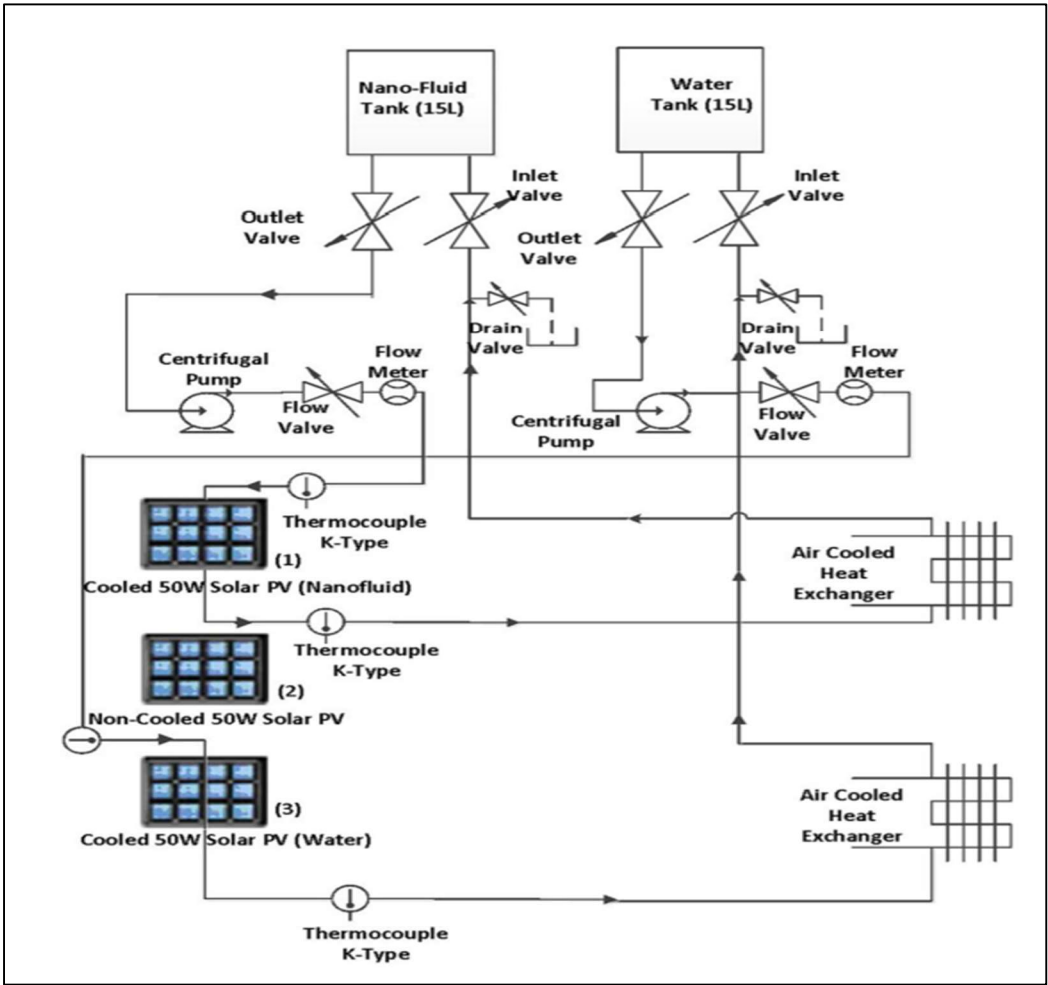 Nano-Fluid
Tank (15L)
Water
Tank (15L)
Inlet
Valve
Inlet
Valve
Outlet
Valve
Outlet
Valve
Drain
Valve
Drain
Valve
Centrifugal
Pump
Flow
Meter
Flow
Valve
Flow
Meter
Centrifugal
Pump
Flow
Valve
Thermocouple
K-Type
(1)
Cooled 50W Solar PV (Nanofluid)
Air Cooled
Heat
Exchanger
Thermocouple
K-Type
(2)
Non-Cooled 50W Solar PV
(3)
Cooled 50W Solar PV (Water)
Air Cooled
Heat
Exchanger
Thermocouple
K-Type